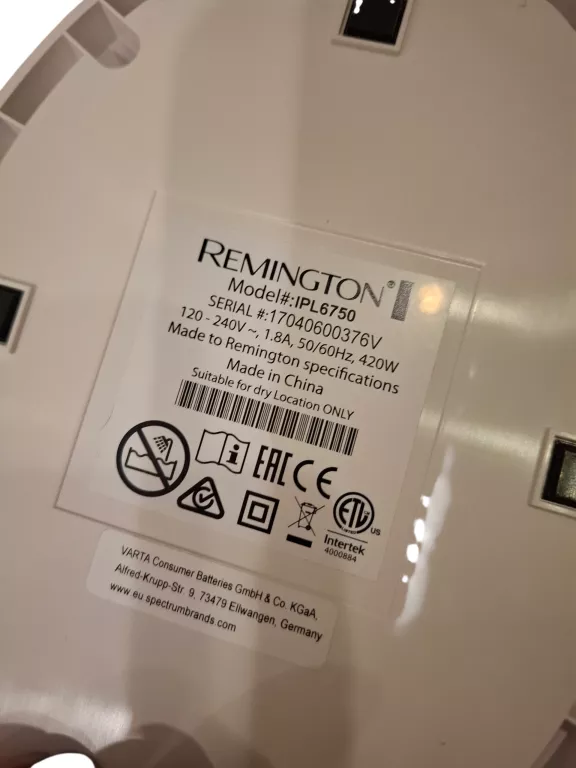 REMINGTON®
Model#:IPL6750
SERIAL #:17040600376V
120 - 240V~, 1.8A, 50/60Hz, 420W
Made to Remington specifications
Made in China
Suitable for dry Location ONLY
i
EAC CE
ETL US
Intertek
4000884
VARTA Consumer Batteries GmbH & Co. KGaA,
Alfred-Krupp-Str. 9, 73479 Ellwangen, Germany
www.eu.spectrumbrands.com